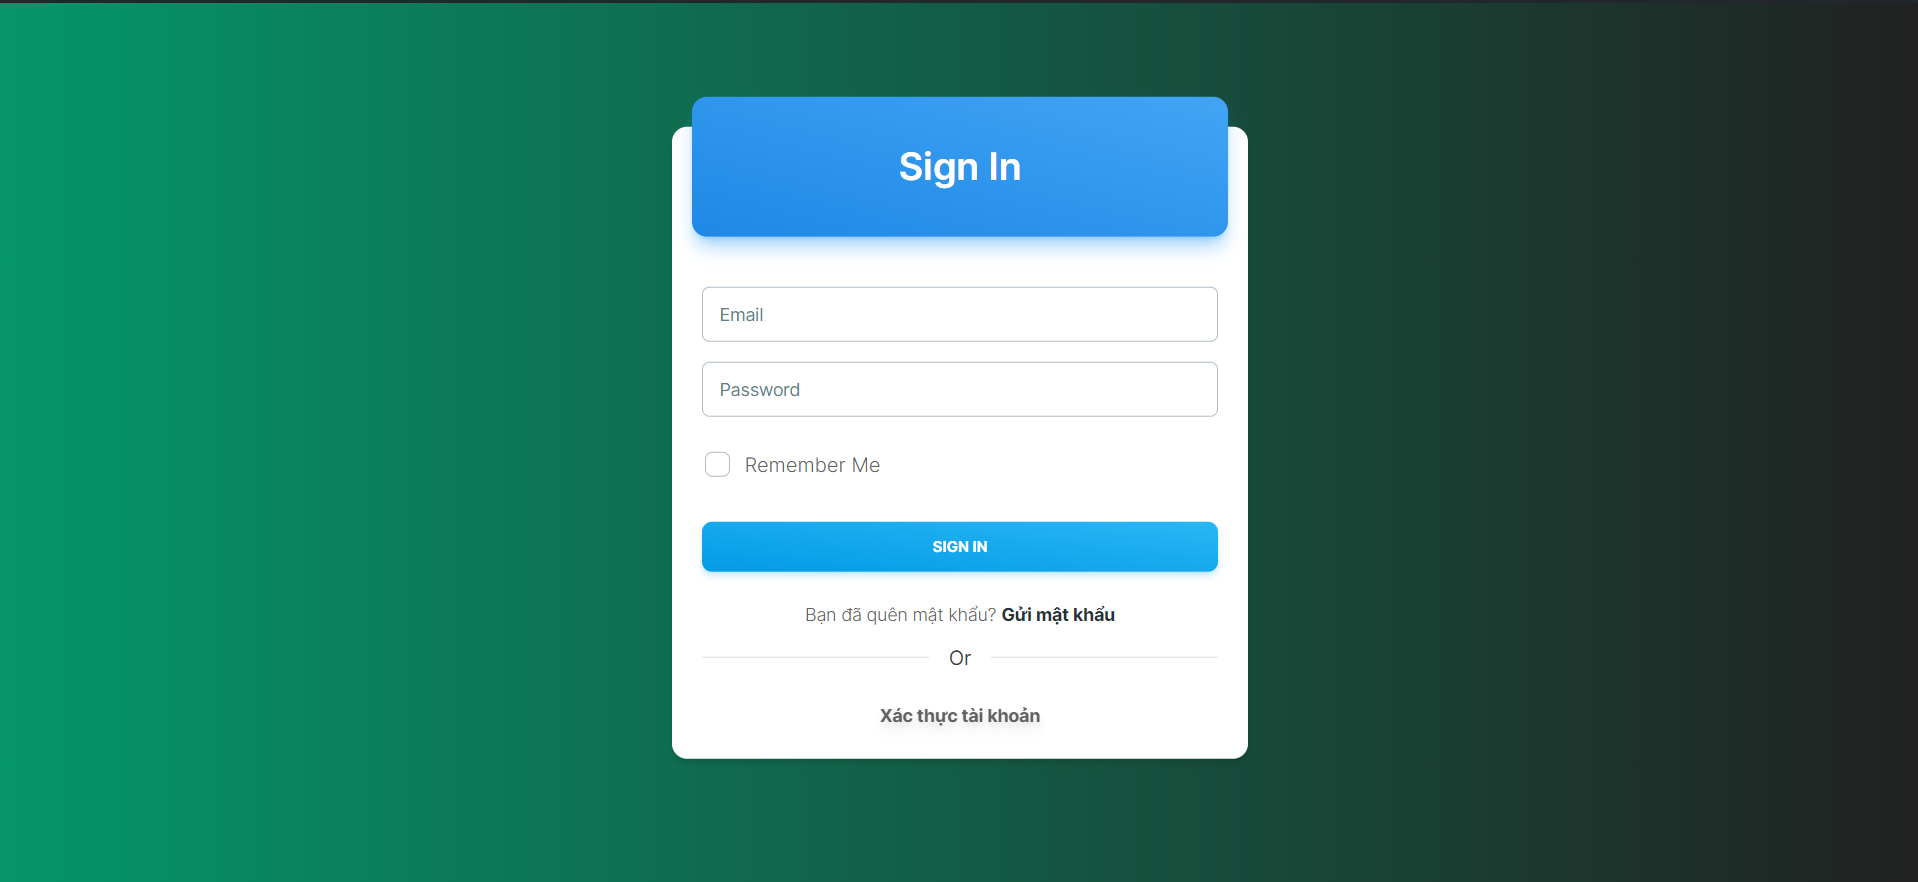 Sign In
Email
Password
Remember Me
SIGN IN
Bạn đã quên mật khẩu? Gửi mật khẩu
Or
Xác thực tài khoản